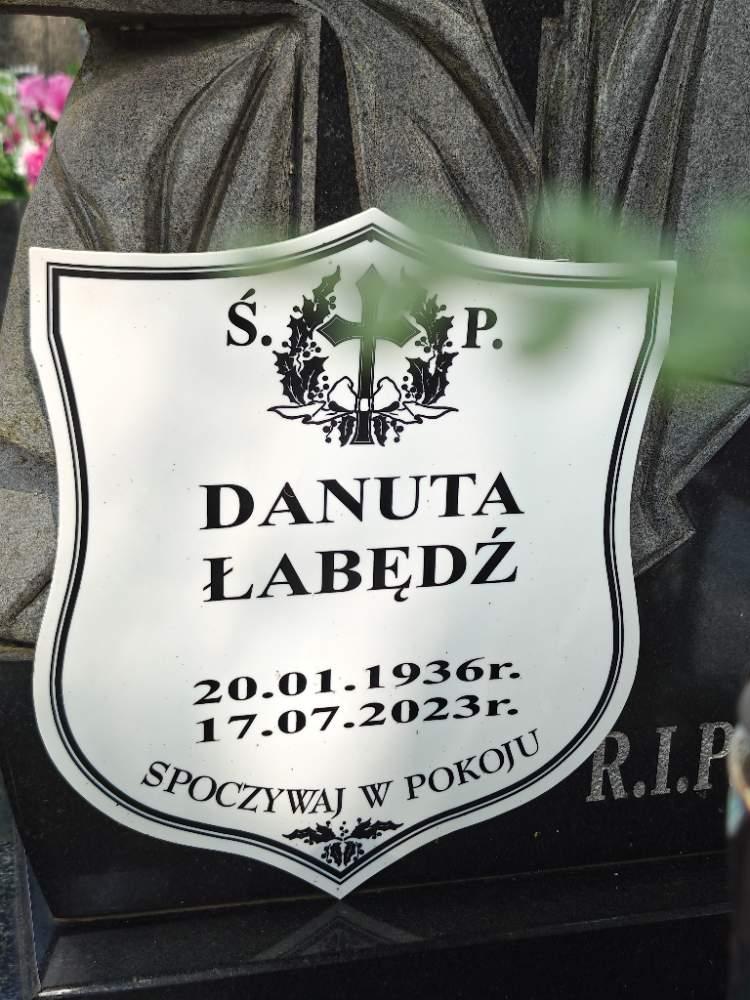 Ś. P.
DANUTA
ŁABĘDŹ
20.01.1936r.
17.07.2023r.
SPOCZYWAJ W POKOJU
R.I.P